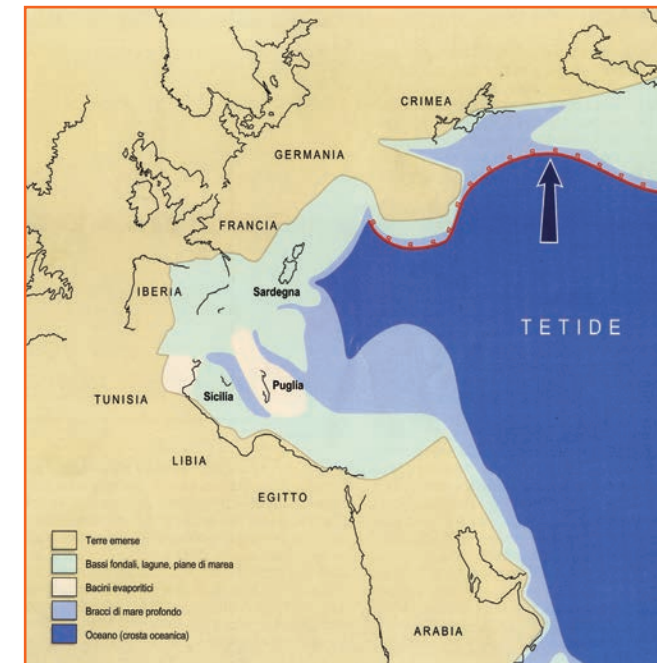 CRIMEA
GERMANIA
FRANCIA
IBERIA
Sardegna
TETIDE
Puglia
Sicilia
TUNISIA
LIBIA
EGITTO
ARABIA
Terre emerse
Bassi fondali, lagune, piane di marea
Bacini evaporitici
Bracci di mare profondo
Oceano (crosta oceanica)